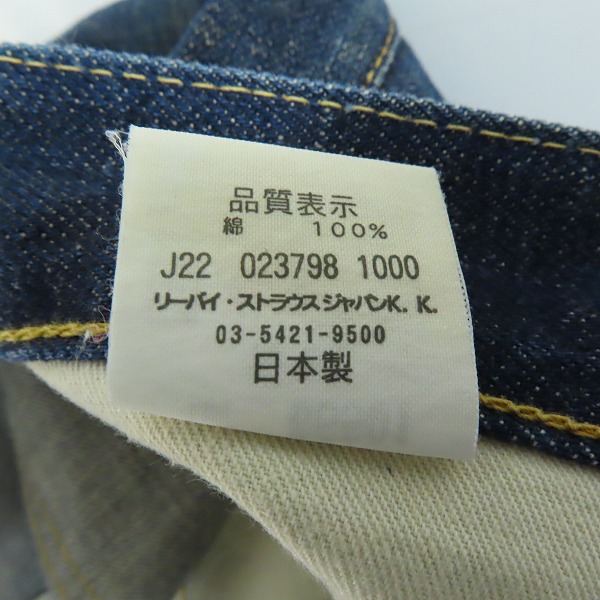 品質表示
綿 100%
J22 023798 1000
リーバイ・ストラウスジャパンK. K.
03-5421-9500
日本製